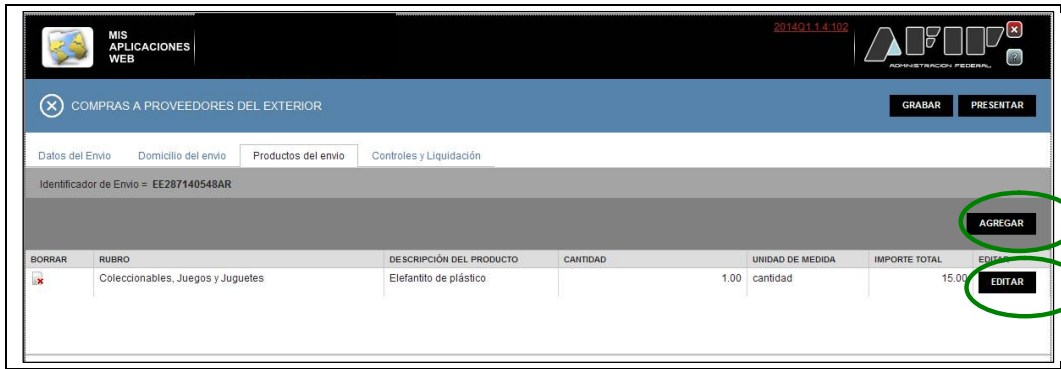 MIS
APLICACIONES
WEB
2014Q1.1.4:102
AFIP
ADMINISTRACION FEDERAL
COMPRAS A PROVEEDORES DEL EXTERIOR
GRABAR PRESENTAR
Datos del Envio Domicilio del envio Productos del envio Controles y Liquidación
Identificador de Envio = EE287140548AR
AGREGAR
BORRAR RUBRO DESCRIPCIÓN DEL PRODUCTO CANTIDAD UNIDAD DE MEDIDA IMPORTE TOTAL EDITAR
Coleccionables, Juegos y Juguetes Elefantito de plástico 1.00 cantidad 15.00 EDITAR